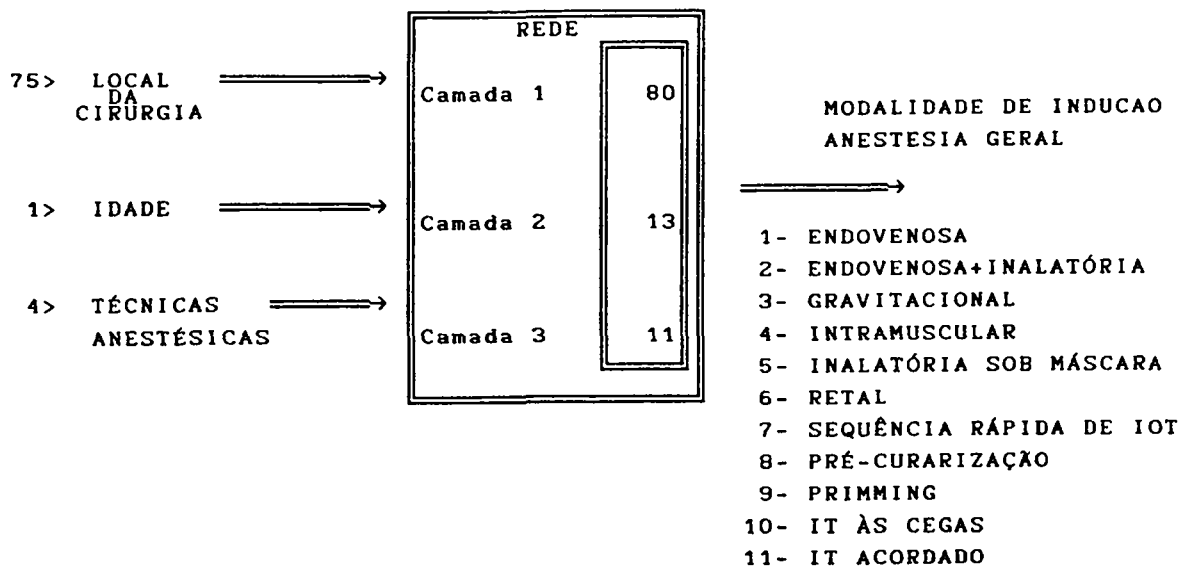 REDE
75> LOCAL
DA
CIRÚRGIA
Camada 1 80
1> IDADE
Camada 2 13
4> TÉCNICAS
ANESTÉSICAS
Camada 3 11
MODALIDADE DE INDUCAO
ANESTESIA GERAL
1- ENDOVENOSA
2- ENDOVENOSA+INALATÓRIA
3- GRAVITACIONAL
4- INTRAMUSCULAR
5- INALATÓRIA SOB MÁSCARA
6- RETAL
7- SEQUÊNCIA RÁPIDA DE IOT
8- PRÉ-CURARIZAÇÃO
9- PRIMMING
10- IT ÀS CEGAS
11- IT ACORDADO